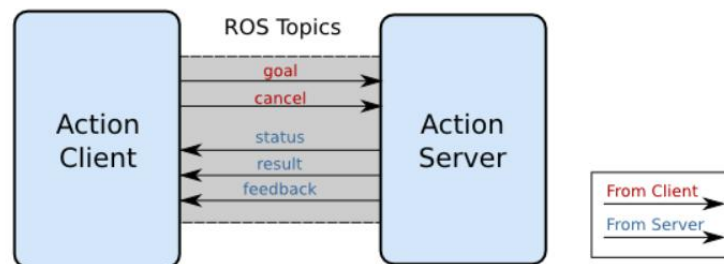 ROS Topics
Action
Client
goal
cancel
status
result
feedback
Action
Server
From Client
From Server